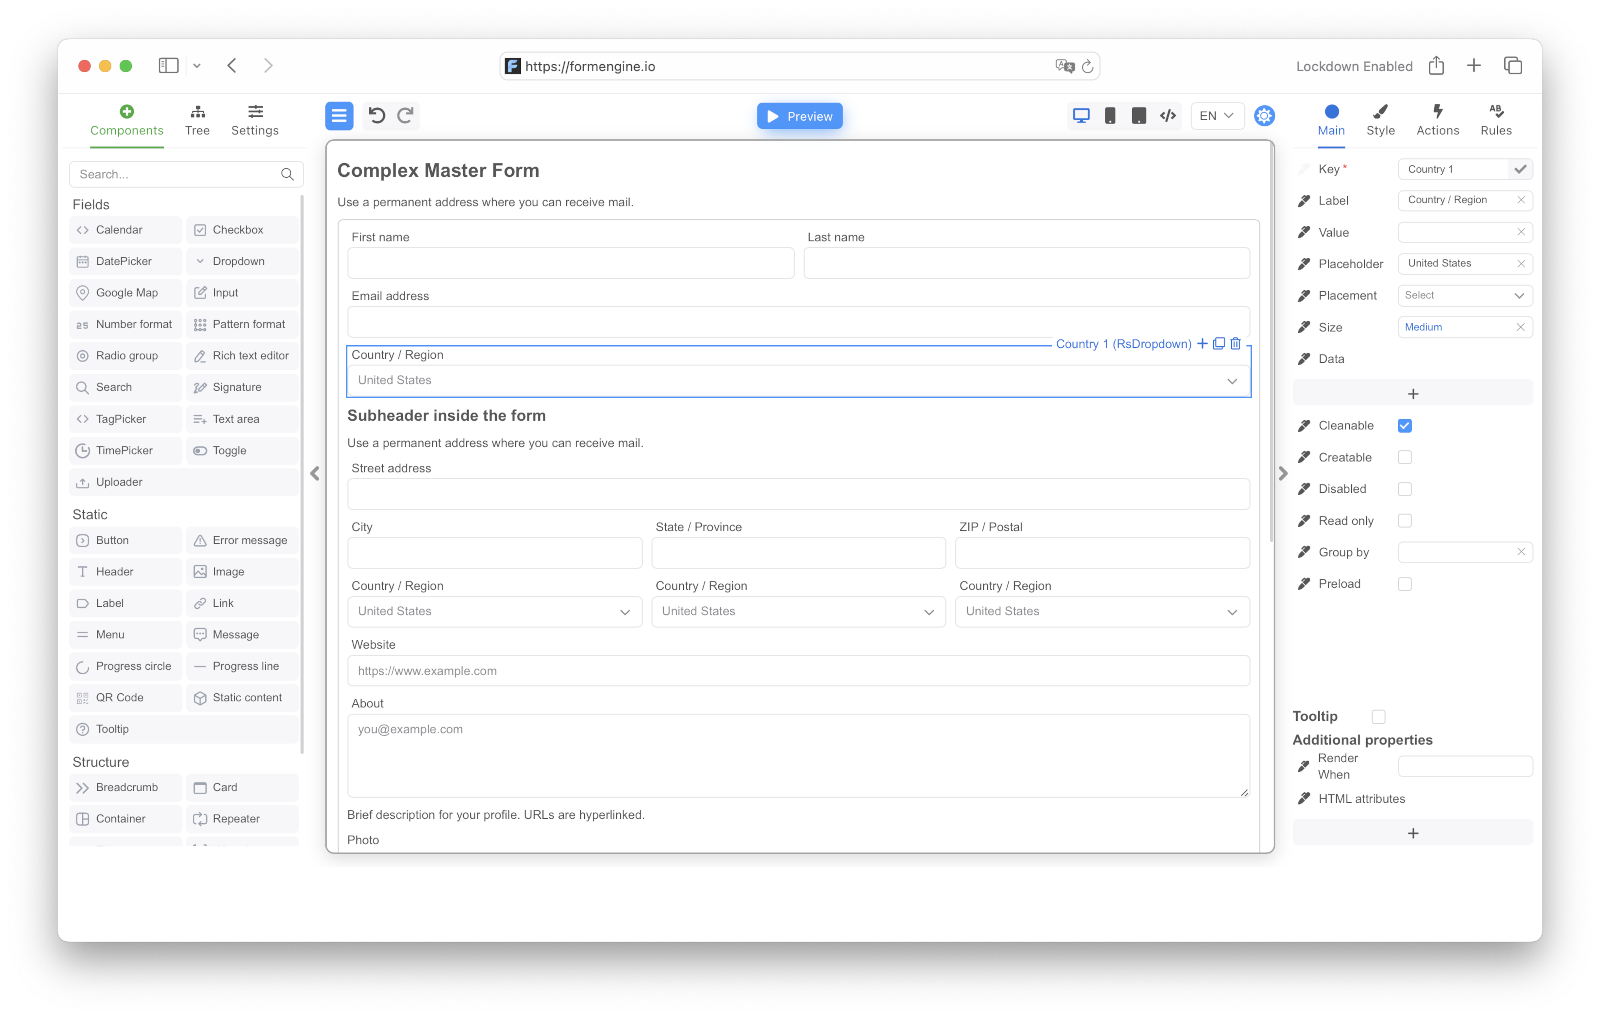 https://formengine.io
Lockdown Enabled
Components
Tree
Settings
Preview
EN
Main
Style
Actions
Rules
Search...
Fields
Calendar
Checkbox
DatePicker
Dropdown
Google Map
Input
Number format
Pattern format
Radio group
Rich text editor
Search
Signature
TagPicker
Text area
TimePicker
Toggle
Uploader
Static
Button
Error message
Header
Image
Label
Link
Menu
Message
Progress circle
Progress line
QR Code
Static content
Tooltip
Structure
Breadcrumb
Card
Container
Repeater
Complex Master Form
Use a permanent address where you can receive mail.
First name
Last name
Email address
Country 1 (RsDropdown)
Country / Region
United States
Subheader inside the form
Use a permanent address where you can receive mail.
Street address
City
State / Province
ZIP / Postal
Country / Region
Country / Region
Country / Region
United States
United States
United States
Website
https://www.example.com
About
you@example.com
Brief description for your profile. URLs are hyperlinked.
Photo
Key *
Country 1
Label
Country / Region
Value
Placeholder
United States
Placement
Select
Size
Medium
Data
Cleanable
Creatable
Disabled
Read only
Group by
Preload
Tooltip
Additional properties
Render
When
HTML attributes